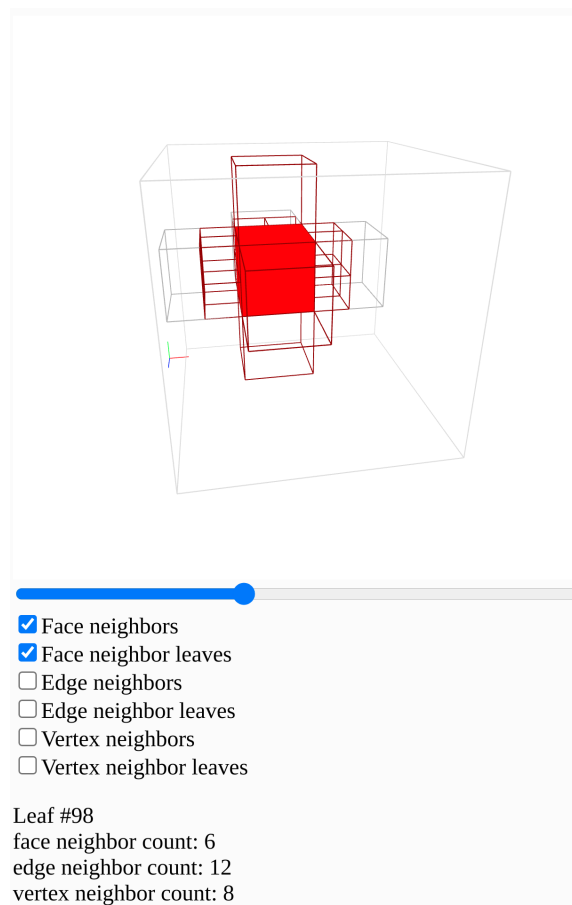 Face neighbors
Face neighbor leaves
Edge neighbors
Edge neighbor leaves
Vertex neighbors
Vertex neighbor leaves
Leaf #98
face neighbor count: 6
edge neighbor count: 12
vertex neighbor count: 8